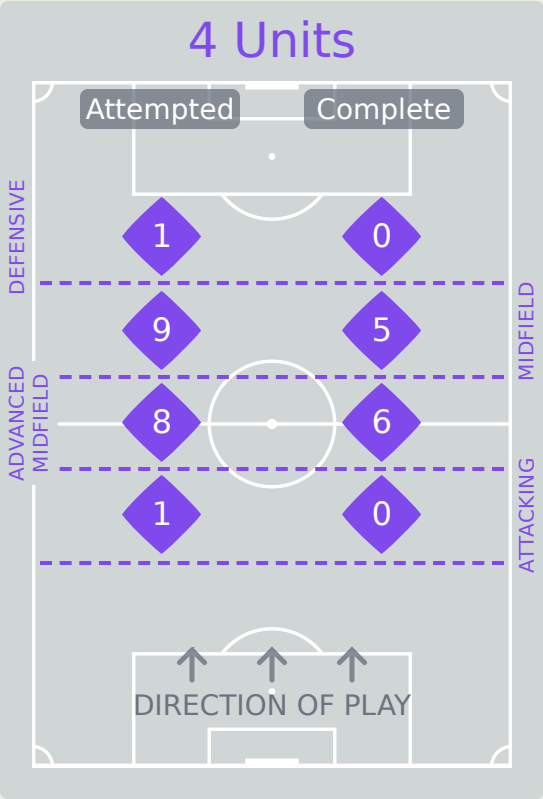 4 Units
Attempted Complete
DEFENSIVE
1 0
MIDFIELD
9 5
ADVANCED
MIDFIELD
8 6
ATTACKING
1 0
DIRECTION OF PLAY